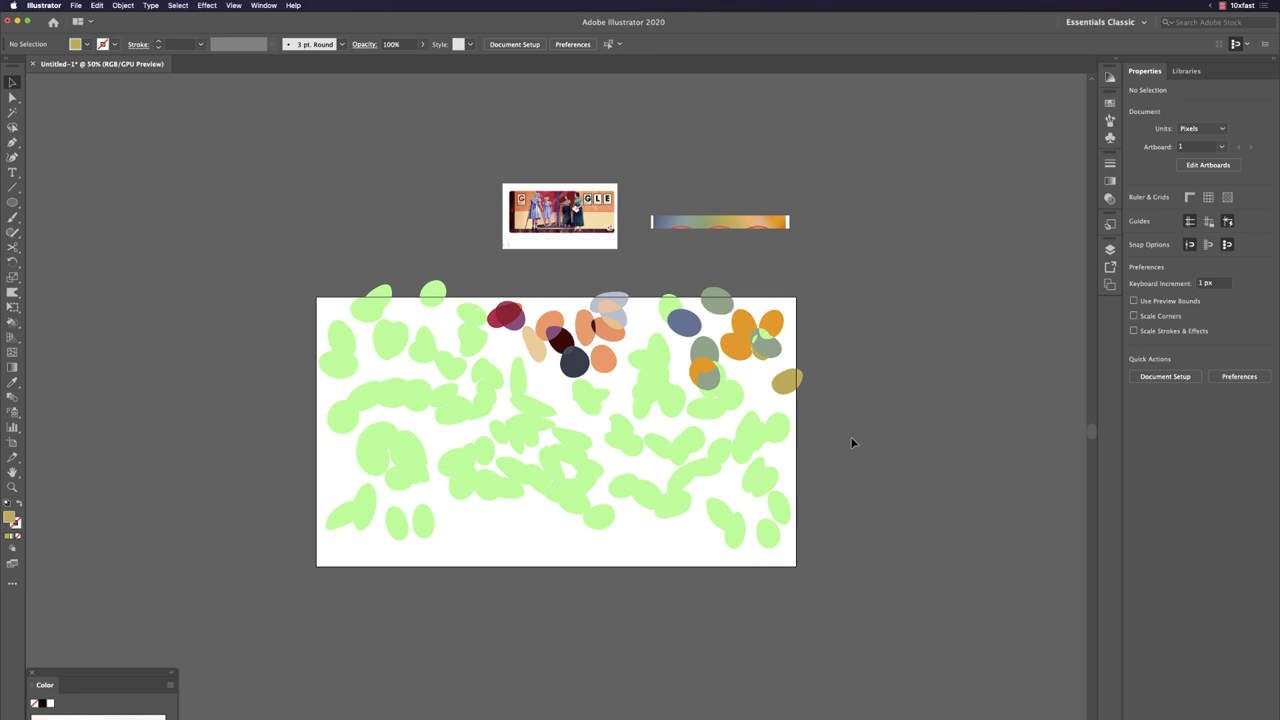 Illustrator File Edit Object Type Select Effect View Window Help 10xfast
Adobe Illustrator 2020 Essentials Classic Search Adobe Stock
No Selection Stroke: 3 pt. Round Opacity: 100% Style: Document Setup Preferences
Untitled-1* @ 50% (RGB/GPU Preview)
G GLE
Properties Libraries
No Selection
Document
Units: Pixels
Artboard: 1
Edit Artboards
Ruler & Grids
Guides
Snap Options
Preferences
Keyboard Increment: 1 px
Use Preview Bounds
Scale Corners
Scale Strokes & Effects
Quick Actions
Document Setup Preferences
Color